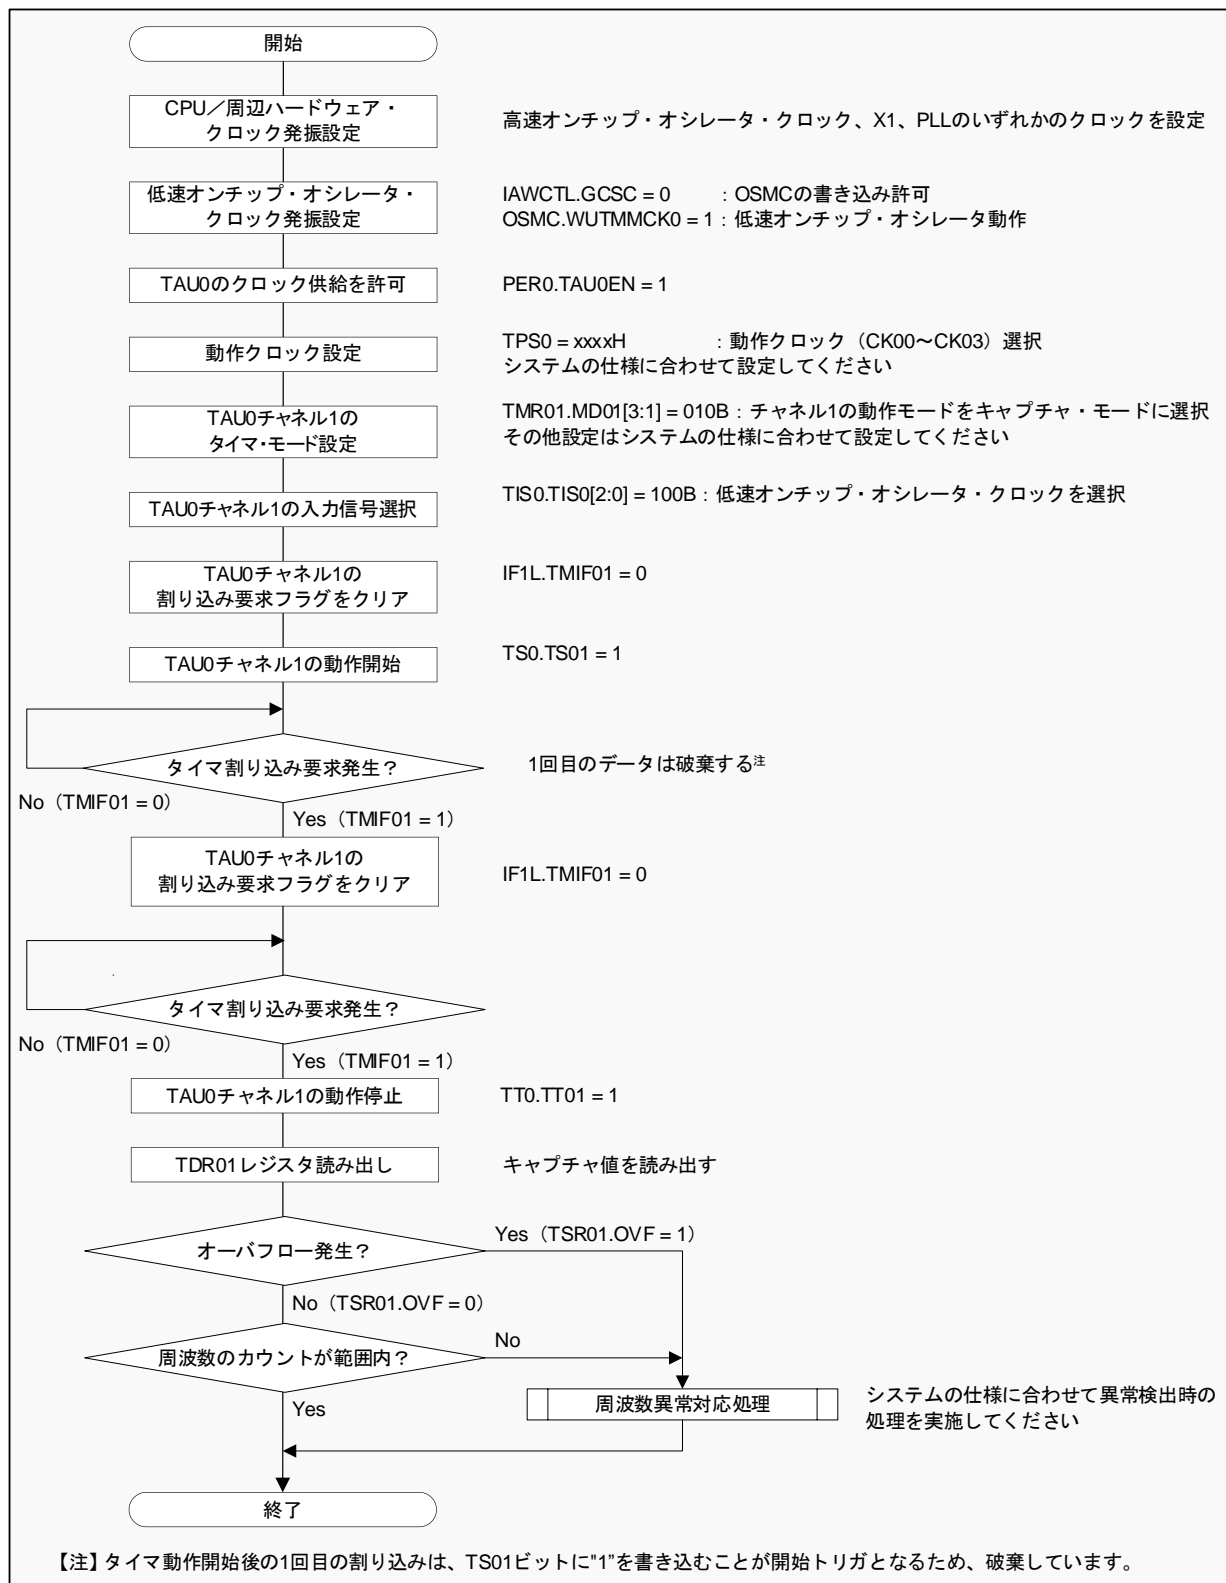 開始
CPU／周辺ハードウェア・
クロック発振設定
高速オンチップ・オシレータ・クロック、X1、PLLのいずれかのクロックを設定
低速オンチップ・オシレータ・
クロック発振設定
IAWCTL.GCSC = 0 ：OSMCの書き込み許可
OSMC.WUTMMCK0 = 1：低速オンチップ・オシレータ動作
TAU0のクロック供給を許可
PER0.TAU0EN = 1
動作クロック設定
TPS0 = xxxxH ：動作クロック（CK00～CK03）選択
システムの仕様に合わせて設定してください
TAU0チャネル1の
タイマ・モード設定
TMR01.MD01[3:1] = 010B：チャネル1の動作モードをキャプチャ・モードに選択
その他設定はシステムの仕様に合わせて設定してください
TAU0チャネル1の入力信号選択
TIS0.TIS0[2:0] = 100B：低速オンチップ・オシレータ・クロックを選択
TAU0チャネル1の
割り込み要求フラグをクリア
IF1L.TMIF01 = 0
TAU0チャネル1の動作開始
TS0.TS01 = 1
タイマ割り込み要求発生？
1回目のデータは破棄する注
No（TMIF01 = 0）
Yes（TMIF01 = 1）
TAU0チャネル1の
割り込み要求フラグをクリア
IF1L.TMIF01 = 0
タイマ割り込み要求発生？
No（TMIF01 = 0）
Yes（TMIF01 = 1）
TAU0チャネル1の動作停止
TT0.TT01 = 1
TDR01レジスタ読み出し
キャプチャ値を読み出す
オーバフロー発生？
Yes（TSR01.OVF = 1）
No（TSR01.OVF = 0）
周波数のカウントが範囲内？
No
Yes
周波数異常対応処理
システムの仕様に合わせて異常検出時の
処理を実施してください
終了
【注】タイマ動作開始後の1回目の割り込みは、TS01ビットに"1"を書き込むことが開始トリガとなるため、破棄しています。